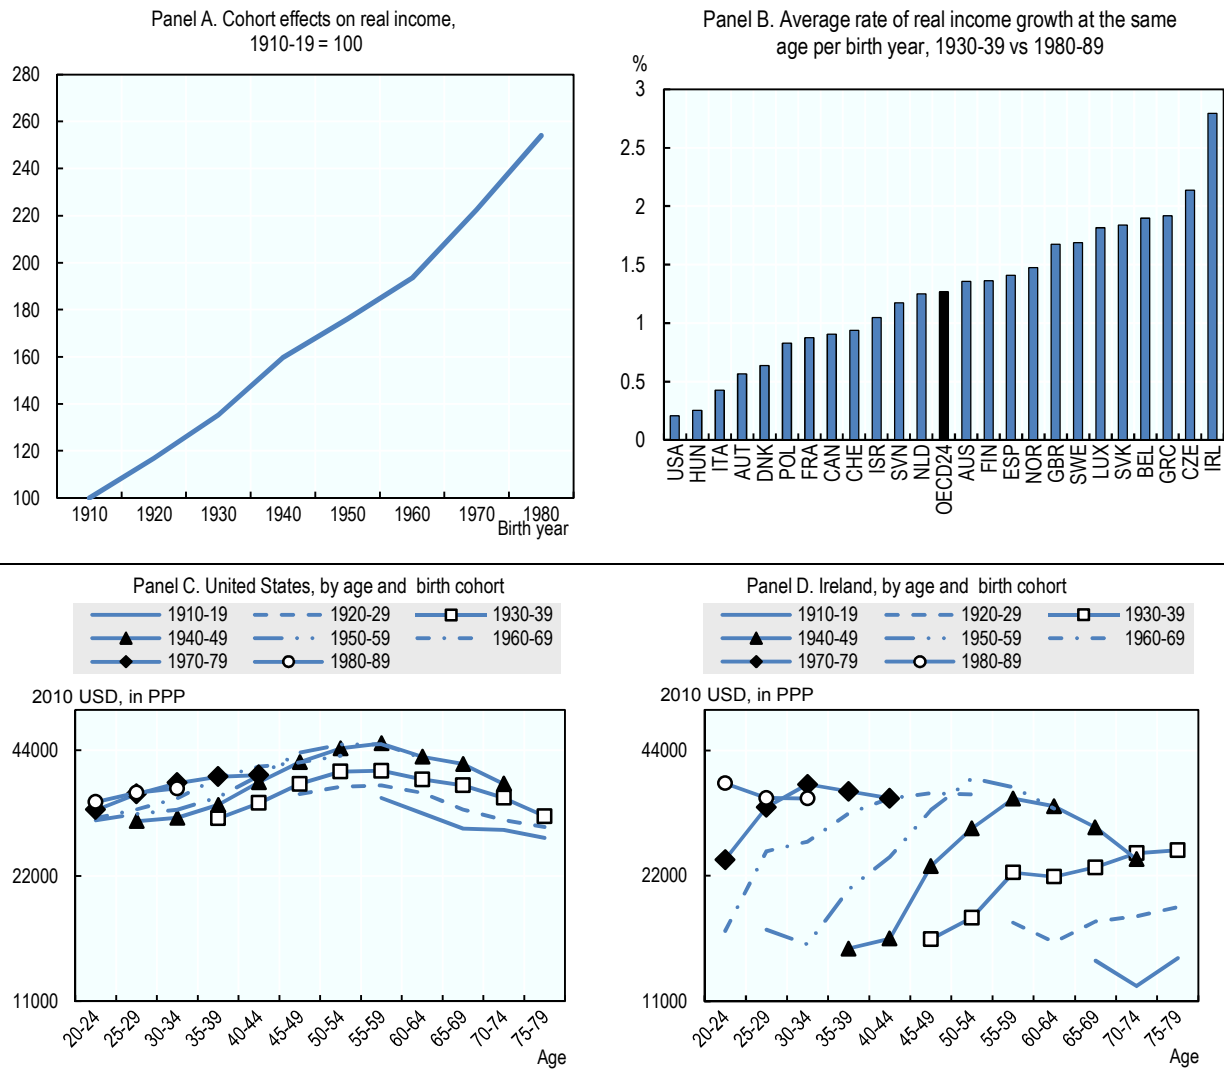 Panel A. Cohort effects on real income,
1910-19 = 100
280
260
240
220
200
180
160
140
120
100
1910 1920 1930 1940 1950 1960 1970 1980
Birth year
Panel B. Average rate of real income growth at the same
age per birth year, 1930-39 vs 1980-89
%
3
2.5
2
1.5
1
0.5
0
USA HUN ITA AUT DNK POL FRA CAN CHE ISR SVN NLD OECD24 AUS FIN ESP NOR GBR SWE LUX SVK BEL GRC CZE IRL
Panel C. United States, by age and birth cohort
1910-19 1920-29 1930-39
1940-49 1950-59 1960-69
1970-79 1980-89
2010 USD, in PPP
44000
22000
11000
20-24 25-29 30-34 35-39 40-44 45-49 50-54 55-59 60-64 65-69 70-74 75-79
Age
Panel D. Ireland, by age and birth cohort
1910-19 1920-29 1930-39
1940-49 1950-59 1960-69
1970-79 1980-89
2010 USD, in PPP
44000
22000
11000
20-24 25-29 30-34 35-39 40-44 45-49 50-54 55-59 60-64 65-69 70-74 75-79
Age